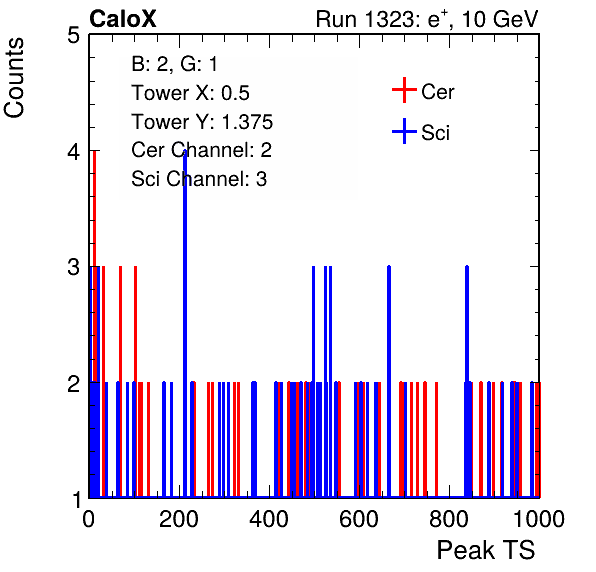 CaloX Run 1323: e⁺, 10 GeV
Counts
5
B: 2, G: 1
Tower X: 0.5
Tower Y: 1.375
Cer Channel: 2
Sci Channel: 3
Cer
Sci
4
3
2
1
0 200 400 600 800 1000
Peak TS